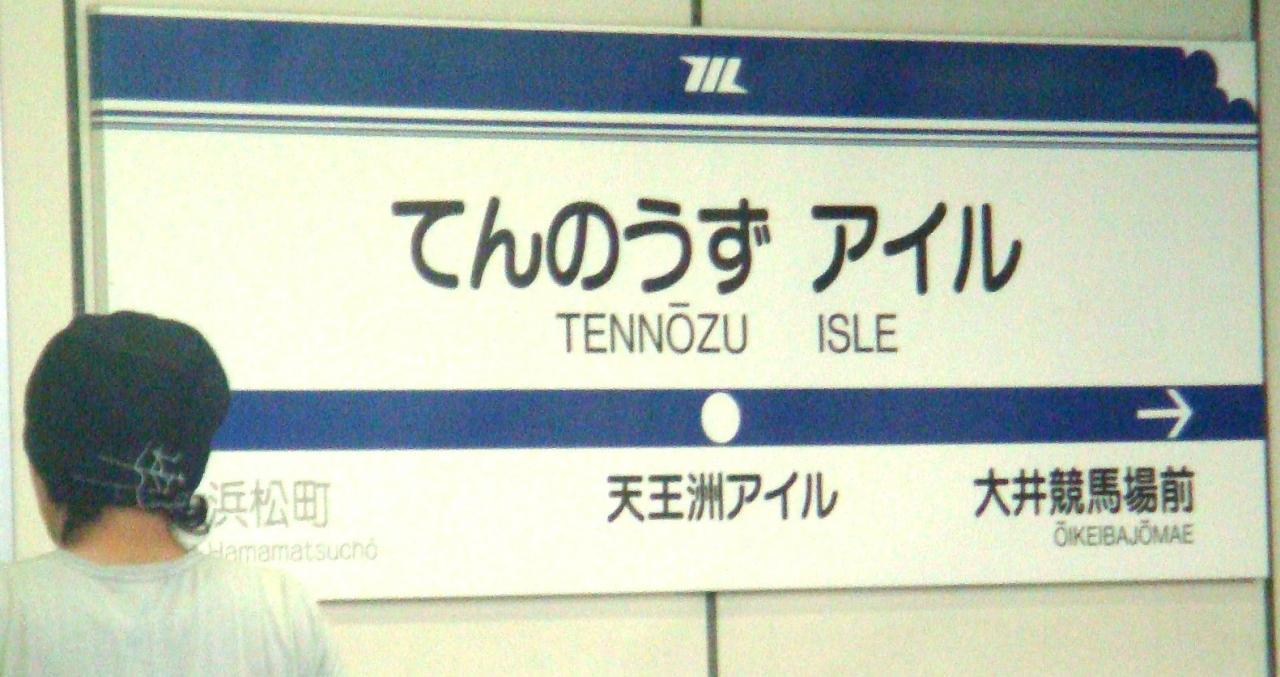 てんのうず アイル
TENNŌZU ISLE
浜松町 天王洲アイル 大井競馬場前
Hamamatsuchō ŌIKEIBAJŌMAE